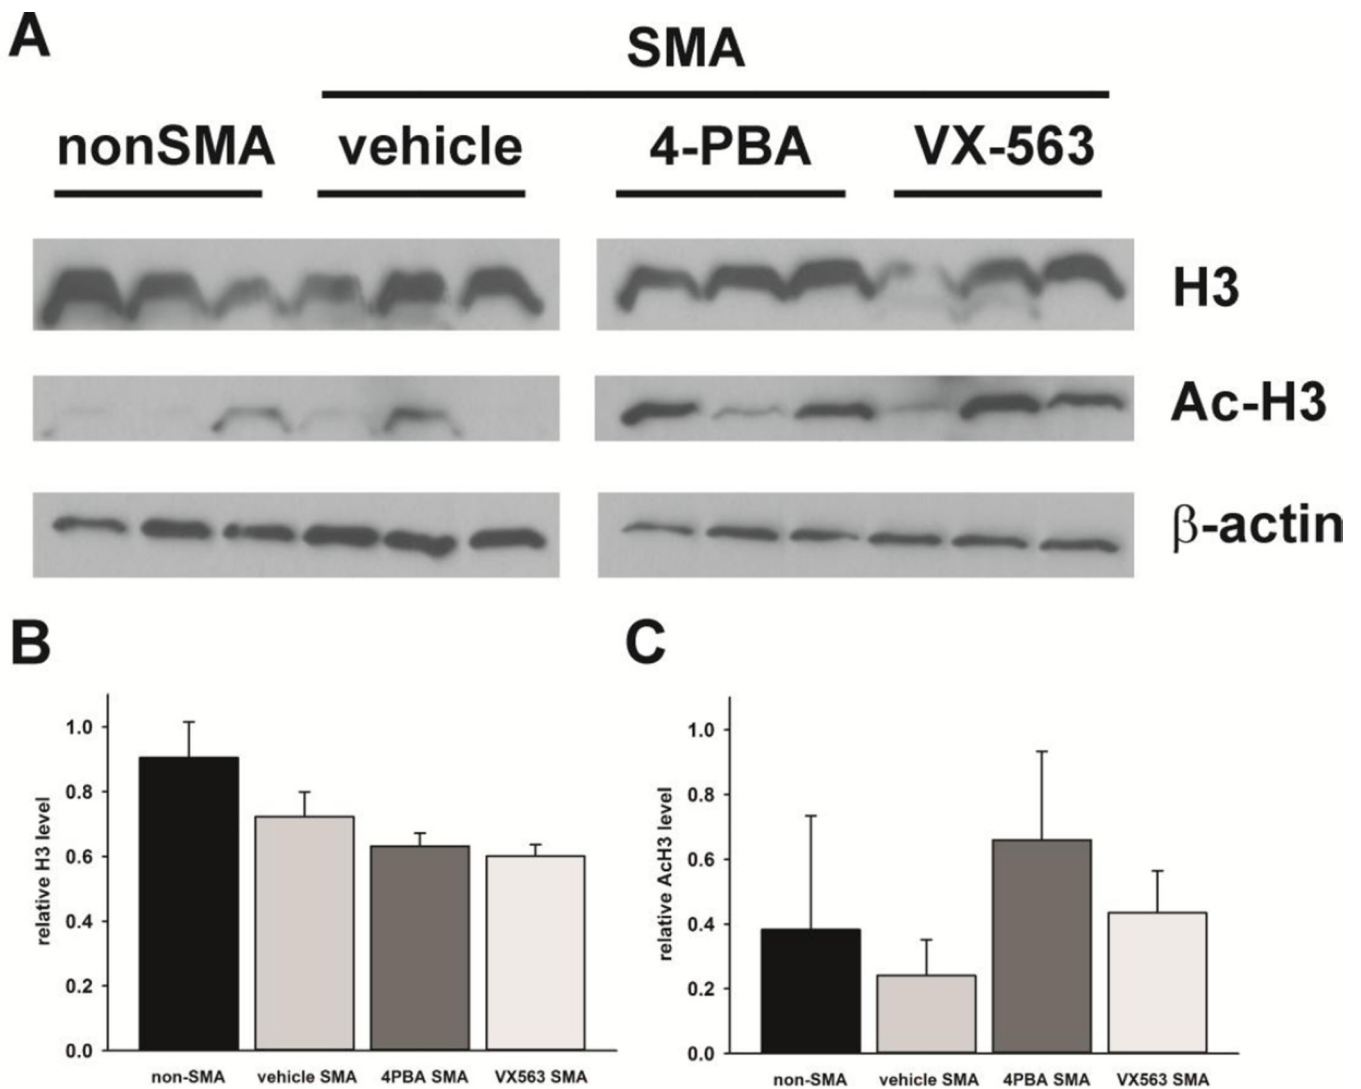 A
SMA
nonSMA vehicle 4-PBA VX-563
H3
Ac-H3
β-actin
B
relative H3 level
1.0
0.8
0.6
0.4
0.2
0.0
non-SMA vehicle SMA 4PBA SMA VX563 SMA
C
relative AcH3 level
1.0
0.8
0.6
0.4
0.2
0.0
non-SMA vehicle SMA 4PBA SMA VX563 SMA